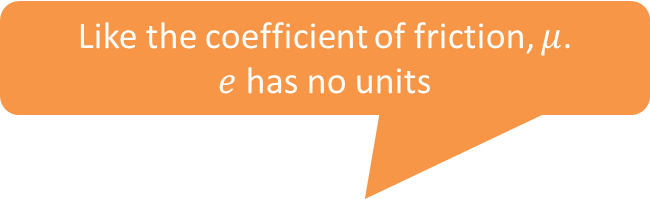 Like the coefficient of friction, 𝜇.
𝑒 has no units